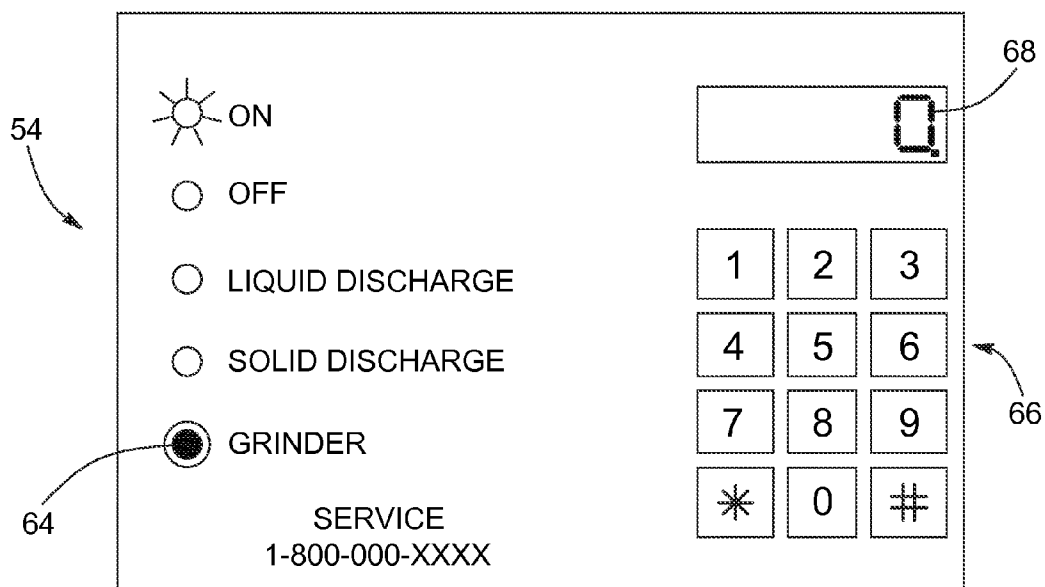 68
54
ON
0.
OFF
LIQUID DISCHARGE
1 2 3
SOLID DISCHARGE
4 5 6
66
GRINDER
7 8 9
64
SERVICE
1-800-000-XXXX
* 0 #